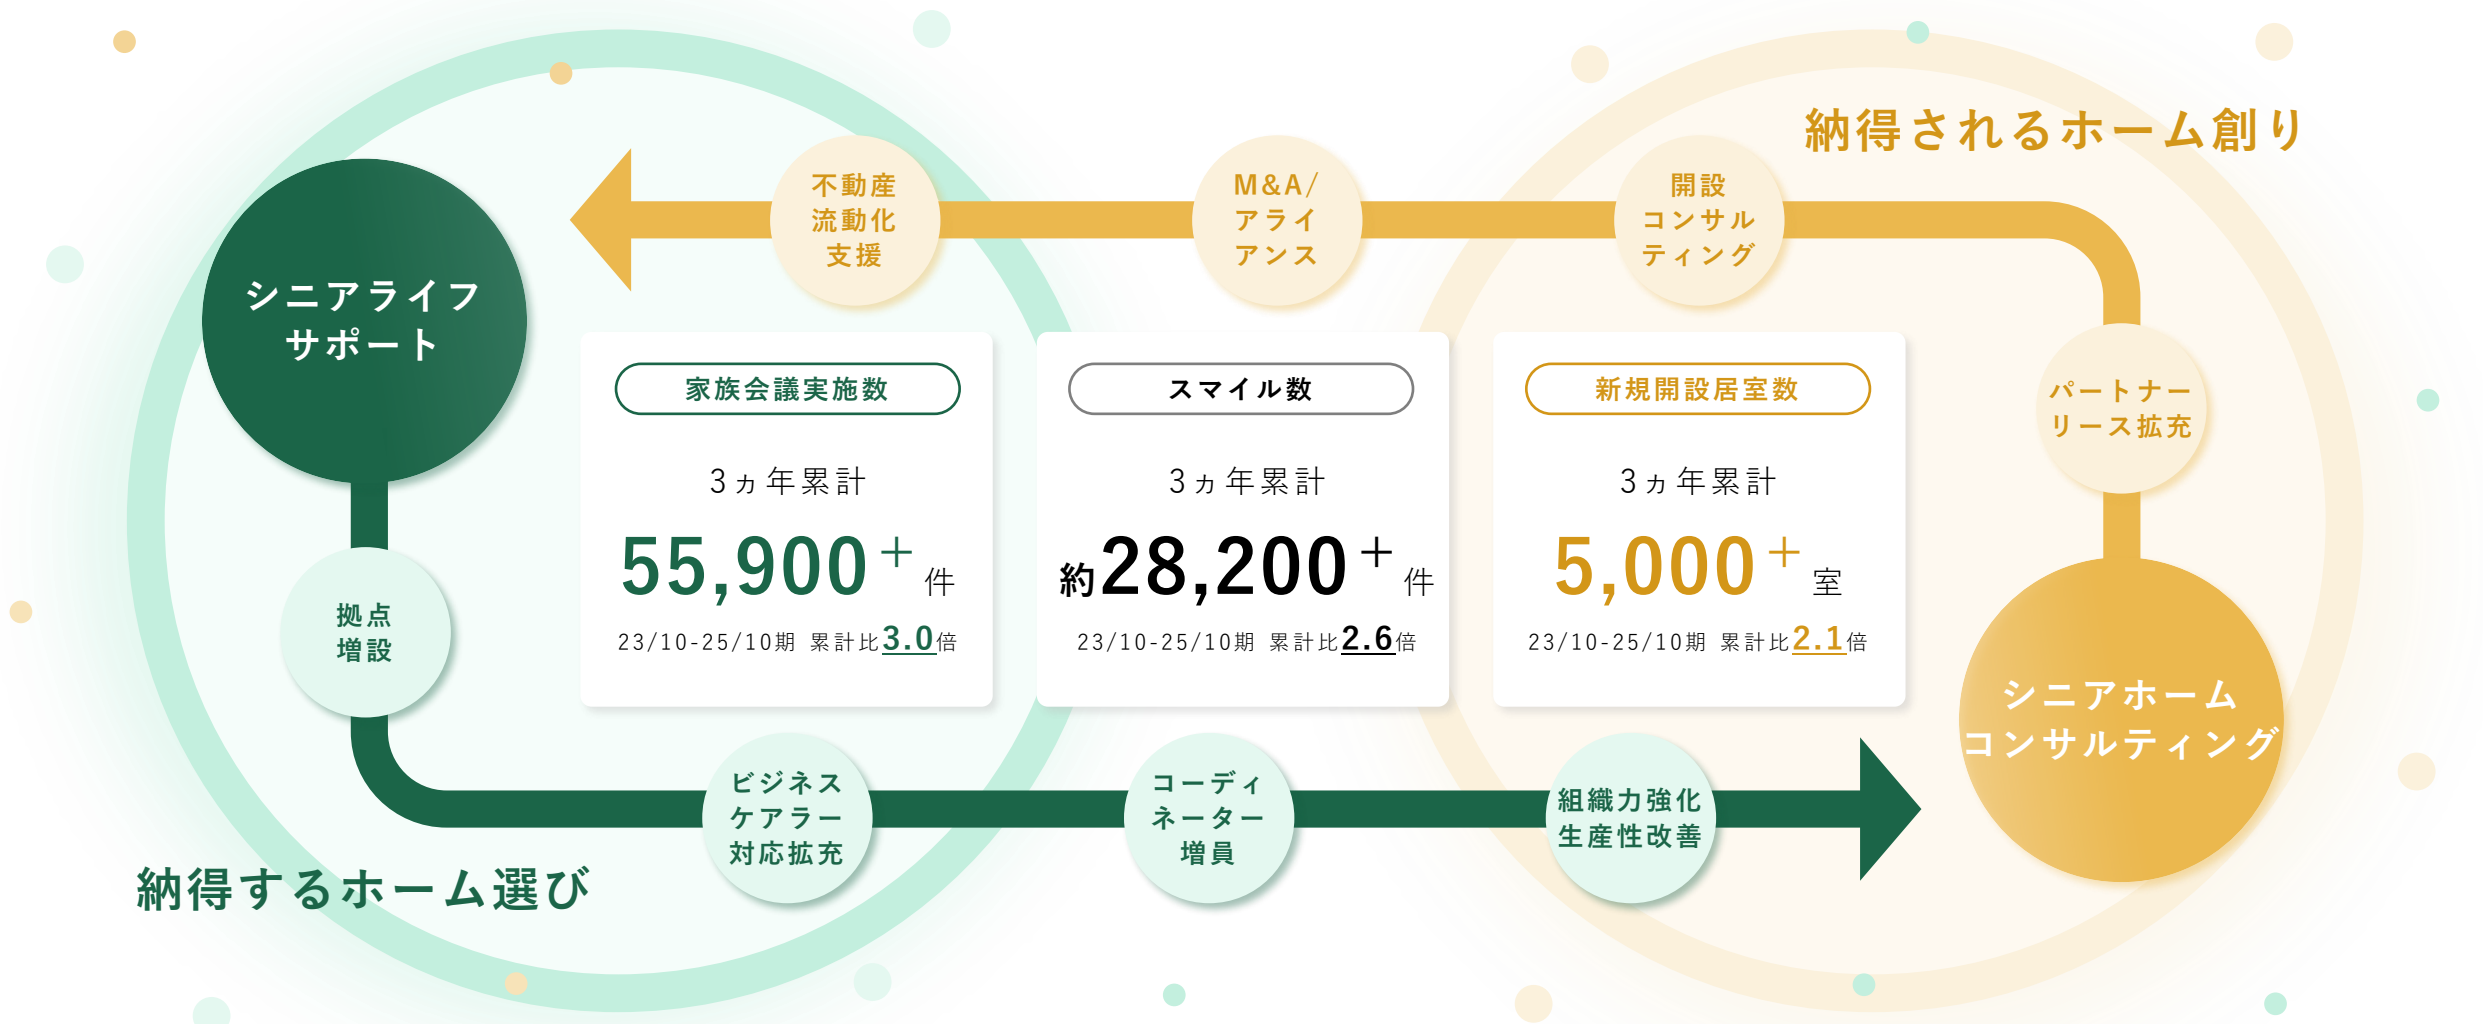 納得されるホーム創り
不動産
流動化
支援
M&A/
アライ
アンス
開設
コンサル
ティング
パートナー
リース拡充
シニアライフ
サポート
家族会議実施数
3ヵ年累計
55,900+件
23/10-25/10期 累計比3.0倍
スマイル数
3ヵ年累計
約28,200+件
23/10-25/10期 累計比2.6倍
新規開設居室数
3ヵ年累計
5,000+室
23/10-25/10期 累計比2.1倍
シニアホーム
コンサルティング
拠点
増設
ビジネス
ケアラー
対応拡充
コーディ
ネーター
増員
組織力強化
生産性改善
納得するホーム選び